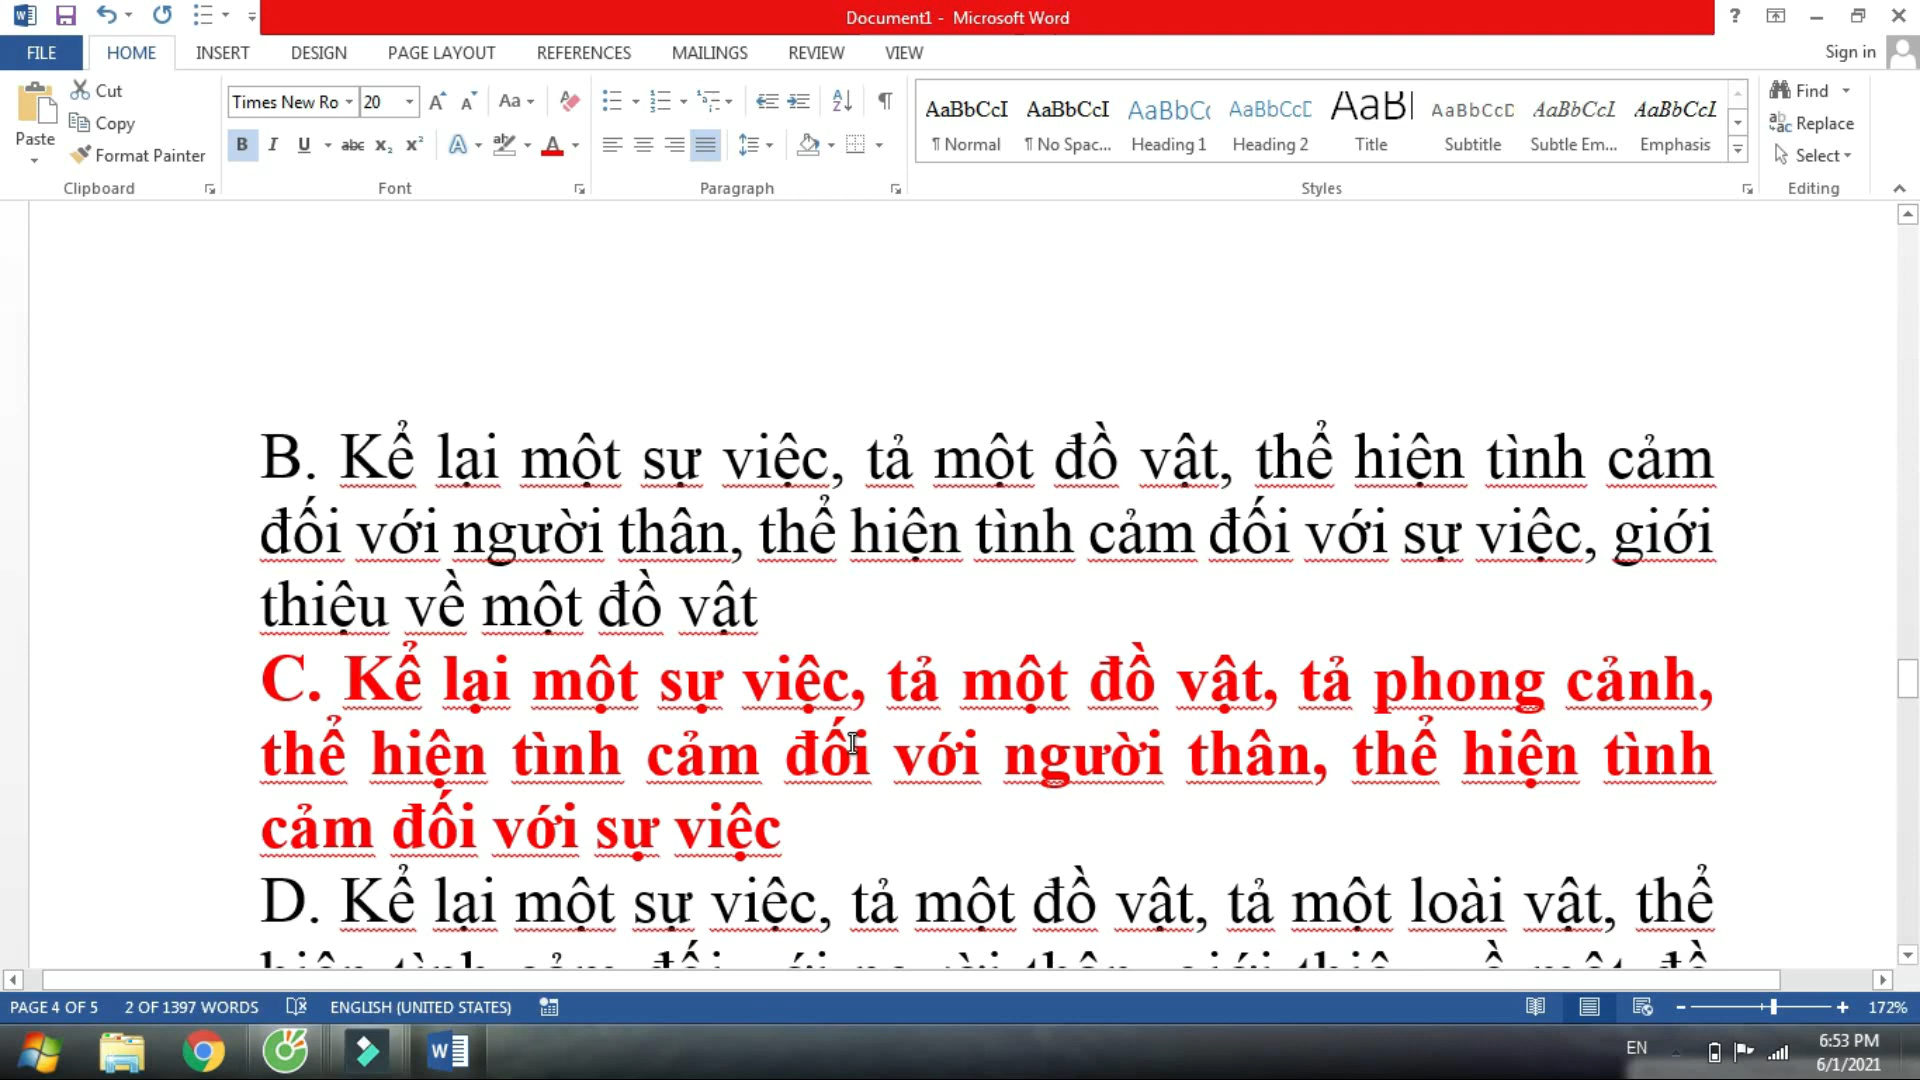 Document1 - Microsoft Word
FILE HOME INSERT DESIGN PAGE LAYOUT REFERENCES MAILINGS REVIEW VIEW Sign in
Cut
Copy
Format Painter
Paste
Clipboard
Times New Ro 20
Font
Paragraph
AaBbCcI AaBbCcI AaBbCc AaBbCcD AaBl AaBbCcD AaBbCcI AaBbCcI
¶ Normal ¶ No Spac... Heading 1 Heading 2 Title Subtitle Subtle Em... Emphasis
Styles
Find
Replace
Select
Editing
B. Kể lại một sự việc, tả một đồ vật, thể hiện tình cảm
đối với người thân, thể hiện tình cảm đối với sự việc, giới
thiệu về một đồ vật
C. Kể lại một sự việc, tả một đồ vật, tả phong cảnh,
thể hiện tình cảm đối với người thân, thể hiện tình
cảm đối với sự việc
D. Kể lại một sự việc, tả một đồ vật, tả một loài vật, thể
PAGE 4 OF 5 2 OF 1397 WORDS ENGLISH (UNITED STATES) 172%
EN
6:53 PM
6/1/2021